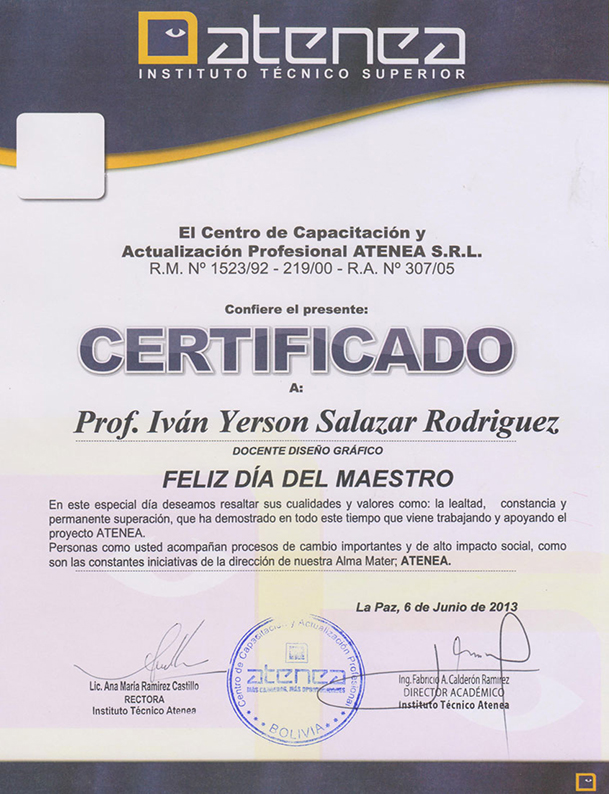 atenea
INSTITUTO TÉCNICO SUPERIOR
El Centro de Capacitación y
Actualización Profesional ATENEA S.R.L.
R.M. Nº 1523/92 - 219/00 - R.A. Nº 307/05
Confiere el presente:
CERTIFICADO
A:
Prof. Iván Yerson Salazar Rodriguez
DOCENTE DISEÑO GRÁFICO
FELIZ DÍA DEL MAESTRO
En este especial día deseamos resaltar sus cualidades y valores como: la lealtad, constancia y
permanente superación, que ha demostrado en todo este tiempo que viene trabajando y apoyando el
proyecto ATENEA.
Personas como usted acompañan procesos de cambio importantes y de alto impacto social, como
son las constantes iniciativas de la dirección de nuestra Alma Mater; ATENEA.
La Paz, 6 de Junio de 2013
Lic. Ana María Ramírez Castillo
RECTORA
Instituto Técnico Atenea
Centro de Capacitación y Actualización Profesional
atenea
MÁS CARRERAS, MÁS OPORTUNIDADES
BOLIVIA
Ing. Fabricio A. Calderón Ramírez
DIRECTOR ACADÉMICO
Instituto Técnico Atenea